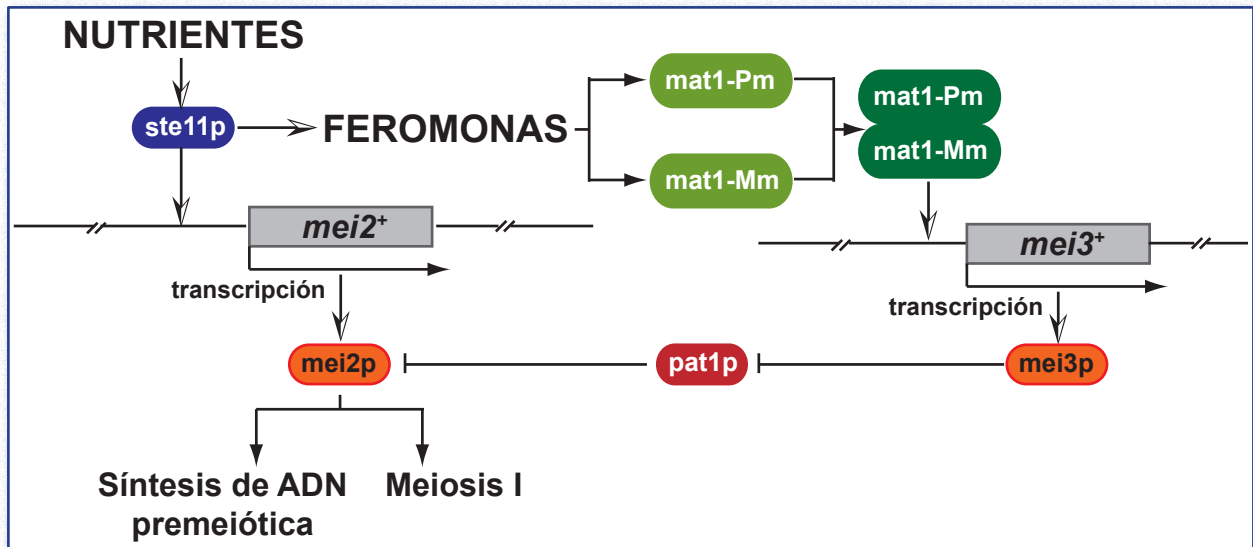 NUTRIENTES
ste11p
FEROMONAS
mat1-Pm
mat1-Mm
mat1-Pm
mat1-Mm
mei2+
transcripción
mei3+
transcripción
mei2p
pat1p
mei3p
Síntesis de ADN
premeiótica
Meiosis I